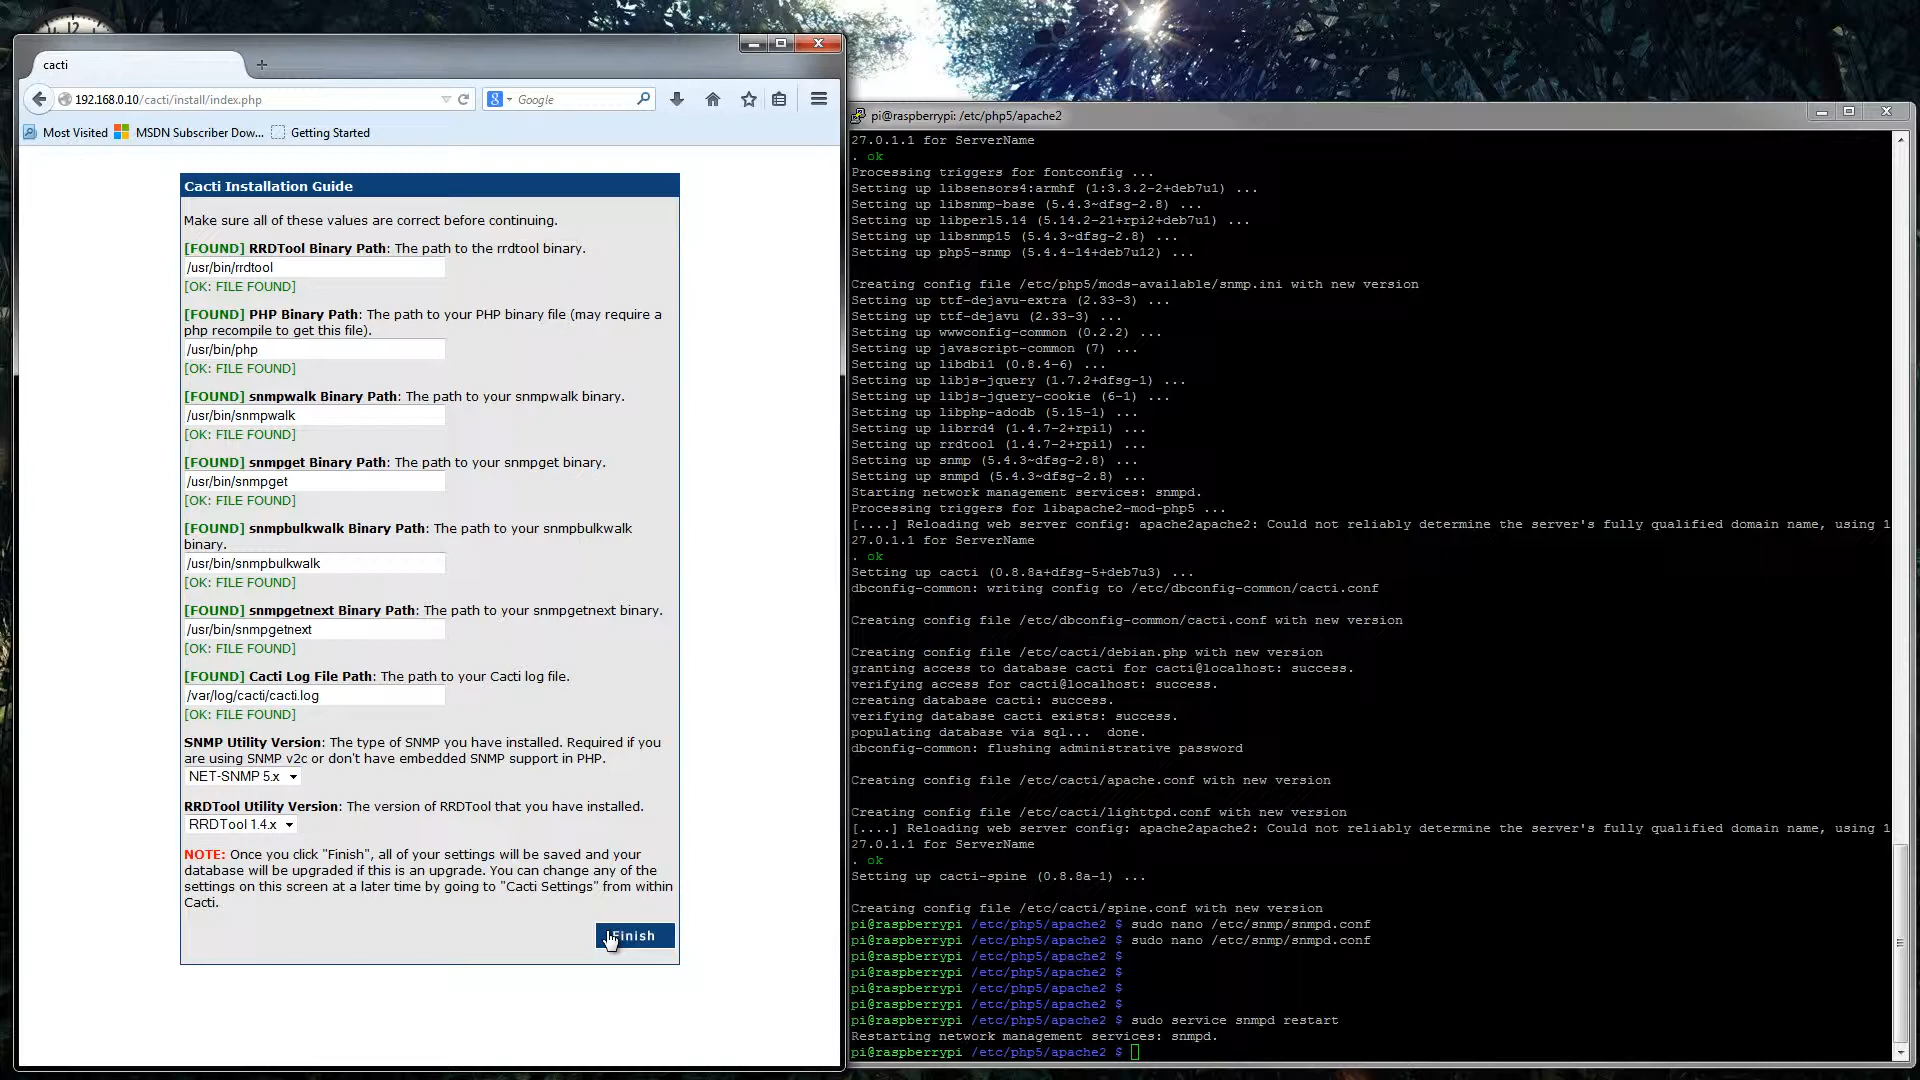 cacti
192.168.0.10/cacti/install/index.php
Google
Most Visited
MSDN Subscriber Dow...
Getting Started
Cacti Installation Guide
Make sure all of these values are correct before continuing.
[FOUND] RRDTool Binary Path: The path to the rrdtool binary.
/usr/bin/rrdtool
[OK: FILE FOUND]
[FOUND] PHP Binary Path: The path to your PHP binary file (may require a
php recompile to get this file).
/usr/bin/php
[OK: FILE FOUND]
[FOUND] snmpwalk Binary Path: The path to your snmpwalk binary.
/usr/bin/snmpwalk
[OK: FILE FOUND]
[FOUND] snmpget Binary Path: The path to your snmpget binary.
/usr/bin/snmpget
[OK: FILE FOUND]
[FOUND] snmpbulkwalk Binary Path: The path to your snmpbulkwalk
binary.
/usr/bin/snmpbulkwalk
[OK: FILE FOUND]
[FOUND] snmpgetnext Binary Path: The path to your snmpgetnext binary.
/usr/bin/snmpgetnext
[OK: FILE FOUND]
[FOUND] Cacti Log File Path: The path to your Cacti log file.
/var/log/cacti/cacti.log
[OK: FILE FOUND]
SNMP Utility Version: The type of SNMP you have installed. Required if you
are using SNMP v2c or don't have embedded SNMP support in PHP.
NET-SNMP 5.x
RRDTool Utility Version: The version of RRDTool that you have installed.
RRDTool 1.4.x
NOTE: Once you click "Finish", all of your settings will be saved and your
database will be upgraded if this is an upgrade. You can change any of the
settings on this screen at a later time by going to "Cacti Settings" from within
Cacti.
Finish
pi@raspberrypi: /etc/php5/apache2
27.0.1.1 for ServerName
. ok
Processing triggers for fontconfig ...
Setting up libsensors4:armhf (1:3.3.2-2+deb7u1) ...
Setting up libsnmp-base (5.4.3~dfsg-2.8) ...
Setting up libperl5.14 (5.14.2-21+rpi2+deb7u1) ...
Setting up libsnmp15 (5.4.3~dfsg-2.8) ...
Setting up php5-snmp (5.4.4-14+deb7u12) ...
Creating config file /etc/php5/mods-available/snmp.ini with new version
Setting up ttf-dejavu-extra (2.33-3) ...
Setting up ttf-dejavu (2.33-3) ...
Setting up wwwconfig-common (0.2.2) ...
Setting up javascript-common (7) ...
Setting up libdbi1 (0.8.4-6) ...
Setting up libjs-jquery (1.7.2+dfsg-1) ...
Setting up libjs-jquery-cookie (6-1) ...
Setting up libphp-adodb (5.15-1) ...
Setting up librrd4 (1.4.7-2+rpi1) ...
Setting up rrdtool (1.4.7-2+rpi1) ...
Setting up snmp (5.4.3~dfsg-2.8) ...
Setting up snmpd (5.4.3~dfsg-2.8) ...
Starting network management services: snmpd.
Processing triggers for libapache2-mod-php5 ...
[....] Reloading web server config: apache2apache2: Could not reliably determine the server's fully qualified domain name, using 1
27.0.1.1 for ServerName
. ok
Setting up cacti (0.8.8a+dfsg-5+deb7u3) ...
dbconfig-common: writing config to /etc/dbconfig-common/cacti.conf
Creating config file /etc/dbconfig-common/cacti.conf with new version
Creating config file /etc/cacti/debian.php with new version
granting access to database cacti for cacti@localhost: success.
verifying access for cacti@localhost: success.
creating database cacti: success.
verifying database cacti exists: success.
populating database via sql... done.
dbconfig-common: flushing administrative password
Creating config file /etc/cacti/apache.conf with new version
Creating config file /etc/cacti/lighttpd.conf with new version
[....] Reloading web server config: apache2apache2: Could not reliably determine the server's fully qualified domain name, using 1
27.0.1.1 for ServerName
. ok
Setting up cacti-spine (0.8.8a-1) ...
Creating config file /etc/cacti/spine.conf with new version
pi@raspberrypi /etc/php5/apache2 $ sudo nano /etc/snmp/snmpd.conf
pi@raspberrypi /etc/php5/apache2 $ sudo nano /etc/snmp/snmpd.conf
pi@raspberrypi /etc/php5/apache2 $
pi@raspberrypi /etc/php5/apache2 $
pi@raspberrypi /etc/php5/apache2 $
pi@raspberrypi /etc/php5/apache2 $
pi@raspberrypi /etc/php5/apache2 $ sudo service snmpd restart
Restarting network management services: snmpd.
pi@raspberrypi /etc/php5/apache2 $